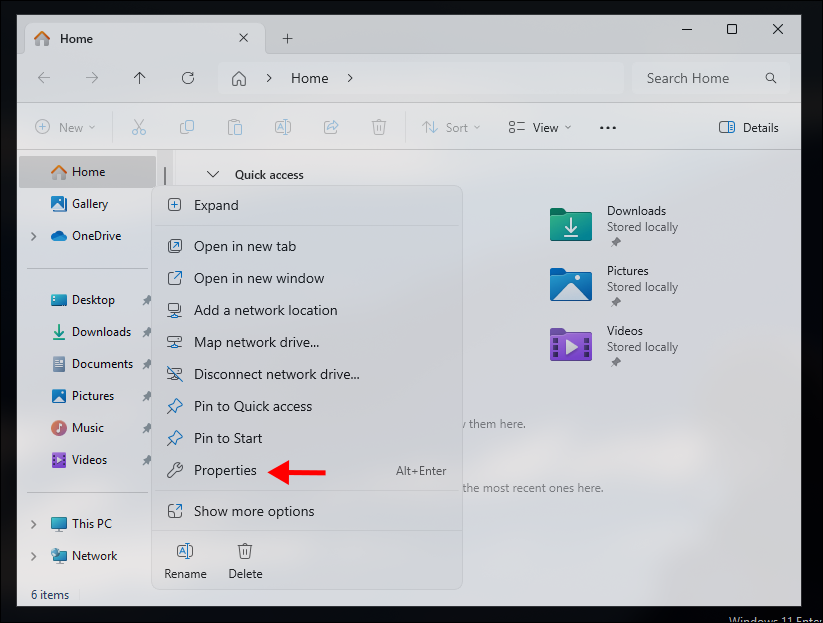 Home
Home
Search Home
New
Sort
View
Details
Home
Gallery
OneDrive
Desktop
Downloads
Documents
Pictures
Music
Videos
This PC
Network
6 items
Quick access
Expand
Open in new tab
Open in new window
Add a network location
Map network drive...
Disconnect network drive...
Pin to Quick access
Pin to Start
Properties Alt+Enter
Show more options
Rename Delete
Downloads
Stored locally
Pictures
Stored locally
Videos
Stored locally
them here.
the most recent ones here.
Windows 11